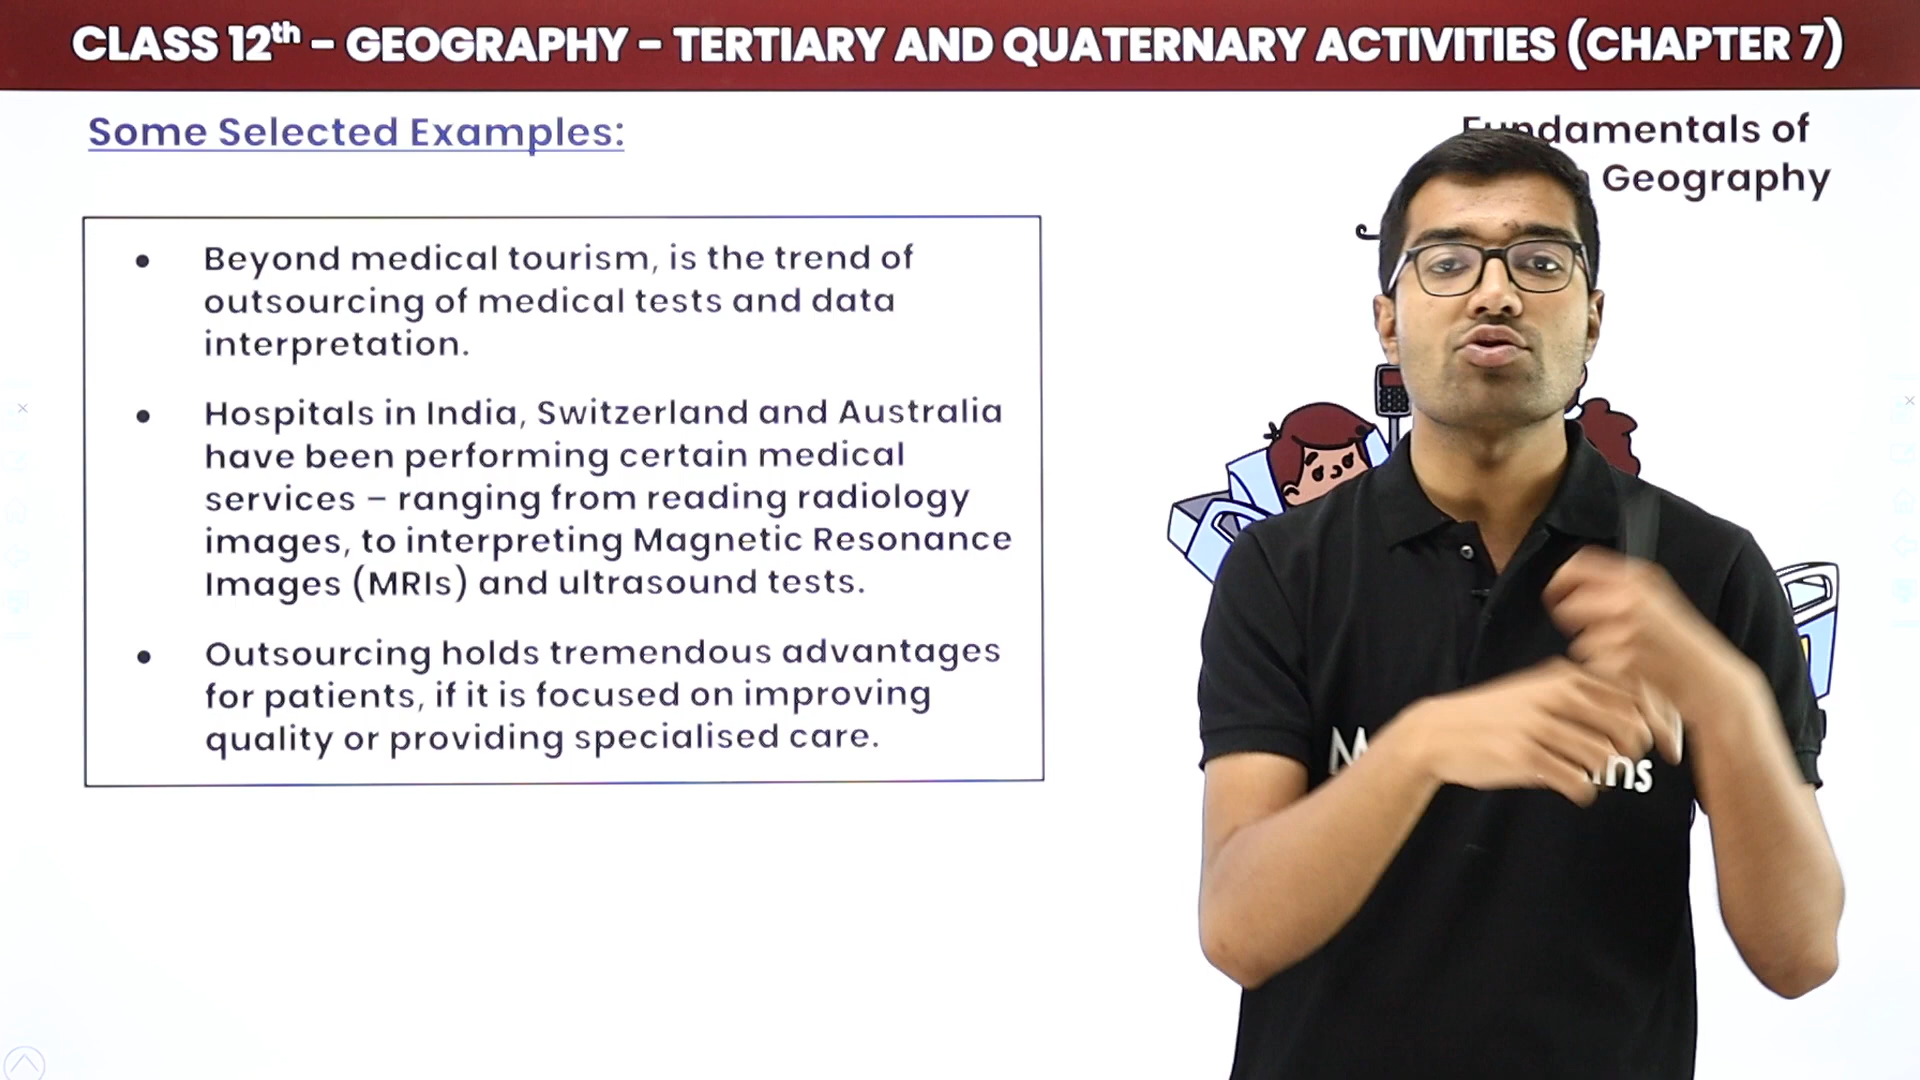 CLASS 12th – GEOGRAPHY – TERTIARY AND QUATERNARY ACTIVITIES (CHAPTER 7)
Some Selected Examples:
Fundamentals of
Geography
• Beyond medical tourism, is the trend of
outsourcing of medical tests and data
interpretation.
• Hospitals in India, Switzerland and Australia
have been performing certain medical
services – ranging from reading radiology
images, to interpreting Magnetic Resonance
Images (MRIs) and ultrasound tests.
• Outsourcing holds tremendous advantages
for patients, if it is focused on improving
quality or providing specialised care.